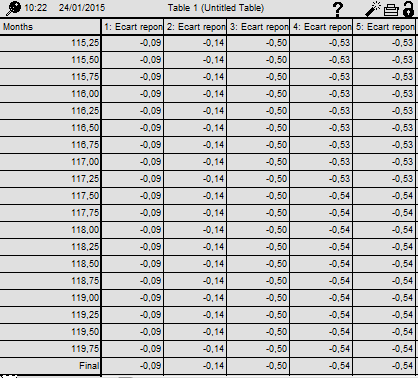 10:22 24/01/2015 Table 1 (Untitled Table) ?
Months 1: Ecart repon 2: Ecart repon 3: Ecart repon 4: Ecart repon 5: Ecart repon
115,25 -0,09 -0,14 -0,50 -0,53 -0,53
115,50 -0,09 -0,14 -0,50 -0,53 -0,53
115,75 -0,09 -0,14 -0,50 -0,53 -0,53
116,00 -0,09 -0,14 -0,50 -0,53 -0,53
116,25 -0,09 -0,14 -0,50 -0,53 -0,53
116,50 -0,09 -0,14 -0,50 -0,53 -0,53
116,75 -0,09 -0,14 -0,50 -0,53 -0,53
117,00 -0,09 -0,14 -0,50 -0,53 -0,53
117,25 -0,09 -0,14 -0,50 -0,53 -0,53
117,50 -0,09 -0,14 -0,50 -0,54 -0,54
117,75 -0,09 -0,14 -0,50 -0,54 -0,54
118,00 -0,09 -0,14 -0,50 -0,54 -0,54
118,25 -0,09 -0,14 -0,50 -0,54 -0,54
118,50 -0,09 -0,14 -0,50 -0,54 -0,54
118,75 -0,09 -0,14 -0,50 -0,54 -0,54
119,00 -0,09 -0,14 -0,50 -0,54 -0,54
119,25 -0,09 -0,14 -0,50 -0,54 -0,54
119,50 -0,09 -0,14 -0,50 -0,54 -0,54
119,75 -0,09 -0,14 -0,50 -0,54 -0,54
Final -0,09 -0,14 -0,50 -0,54 -0,54